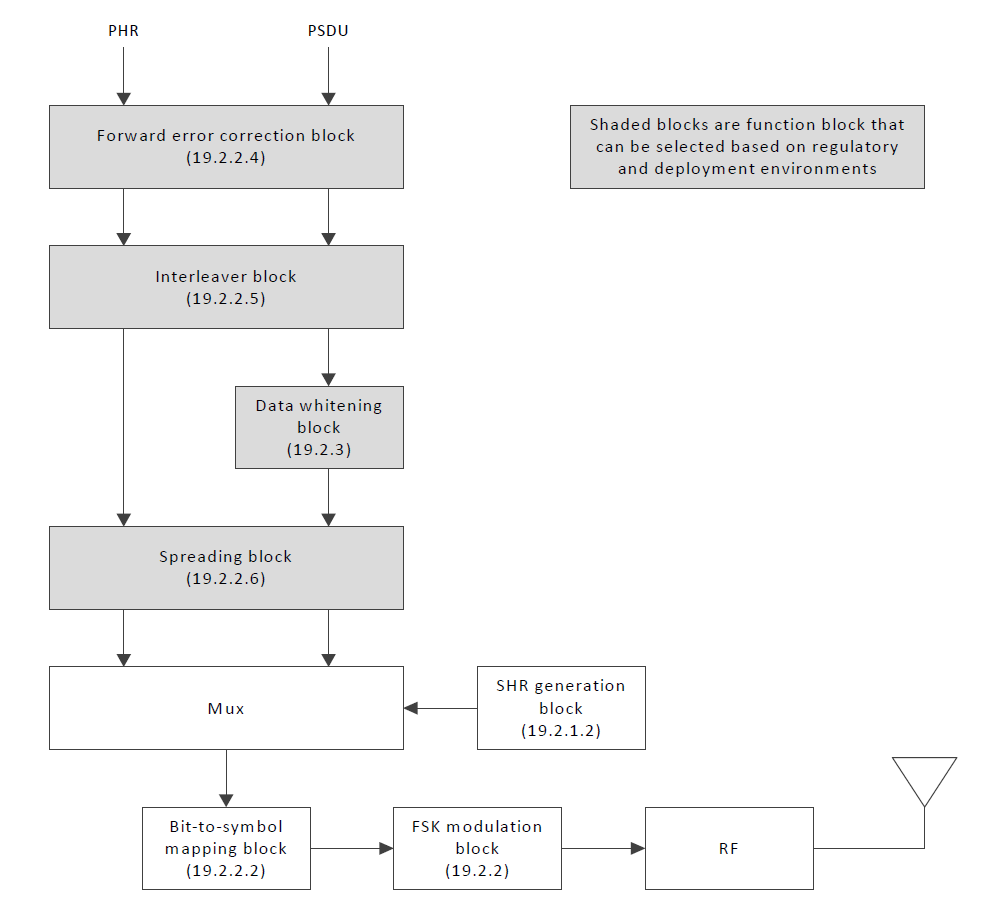 PHR
PSDU
Forward error correction block
(19.2.2.4)
Shaded blocks are function block that
can be selected based on regulatory
and deployment environments
Interleaver block
(19.2.2.5)
Data whitening
block
(19.2.3)
Spreading block
(19.2.2.6)
Mux
SHR generation
block
(19.2.1.2)
Bit-to-symbol
mapping block
(19.2.2.2)
FSK modulation
block
(19.2.2)
RF